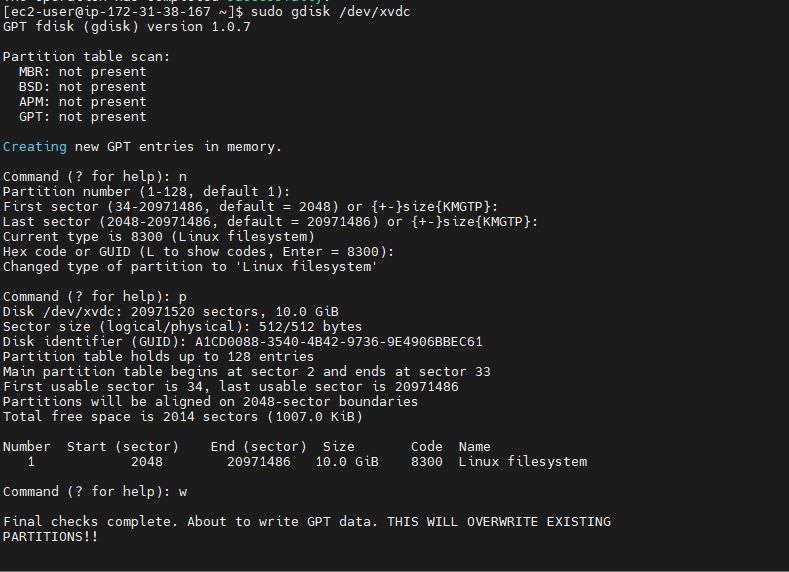 The operation has completed successfully.
[ec2-user@ip-172-31-38-167 ~]$ sudo gdisk /dev/xvdc
GPT fdisk (gdisk) version 1.0.7
Partition table scan:
  MBR: not present
  BSD: not present
  APM: not present
  GPT: not present
Creating new GPT entries in memory.
Command (? for help): n
Partition number (1-128, default 1):
First sector (34-20971486, default = 2048) or {+-}size{KMGTP}:
Last sector (2048-20971486, default = 20971486) or {+-}size{KMGTP}:
Current type is 8300 (Linux filesystem)
Hex code or GUID (L to show codes, Enter = 8300):
Changed type of partition to 'Linux filesystem'
Command (? for help): p
Disk /dev/xvdc: 20971520 sectors, 10.0 GiB
Sector size (logical/physical): 512/512 bytes
Disk identifier (GUID): A1CD0088-3540-4B42-9736-9E4906BBEC61
Partition table holds up to 128 entries
Main partition table begins at sector 2 and ends at sector 33
First usable sector is 34, last usable sector is 20971486
Partitions will be aligned on 2048-sector boundaries
Total free space is 2014 sectors (1007.0 KiB)
Number  Start (sector)    End (sector)  Size       Code  Name
   1            2048        20971486   10.0 GiB    8300  Linux filesystem
Command (? for help): w
Final checks complete. About to write GPT data. THIS WILL OVERWRITE EXISTING
PARTITIONS!!